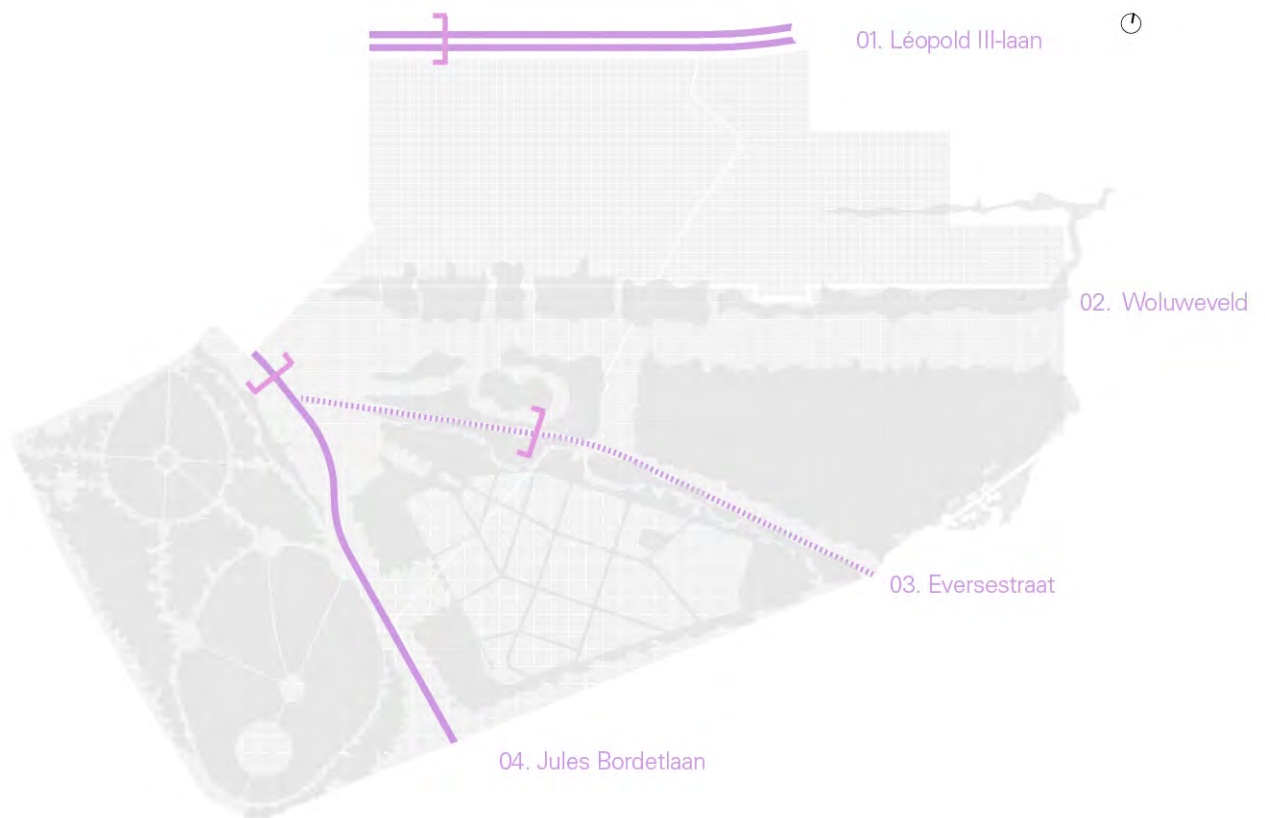 01. Léopold III-laan
02. Woluweveld
03. Eversestraat
04. Jules Bordetlaan